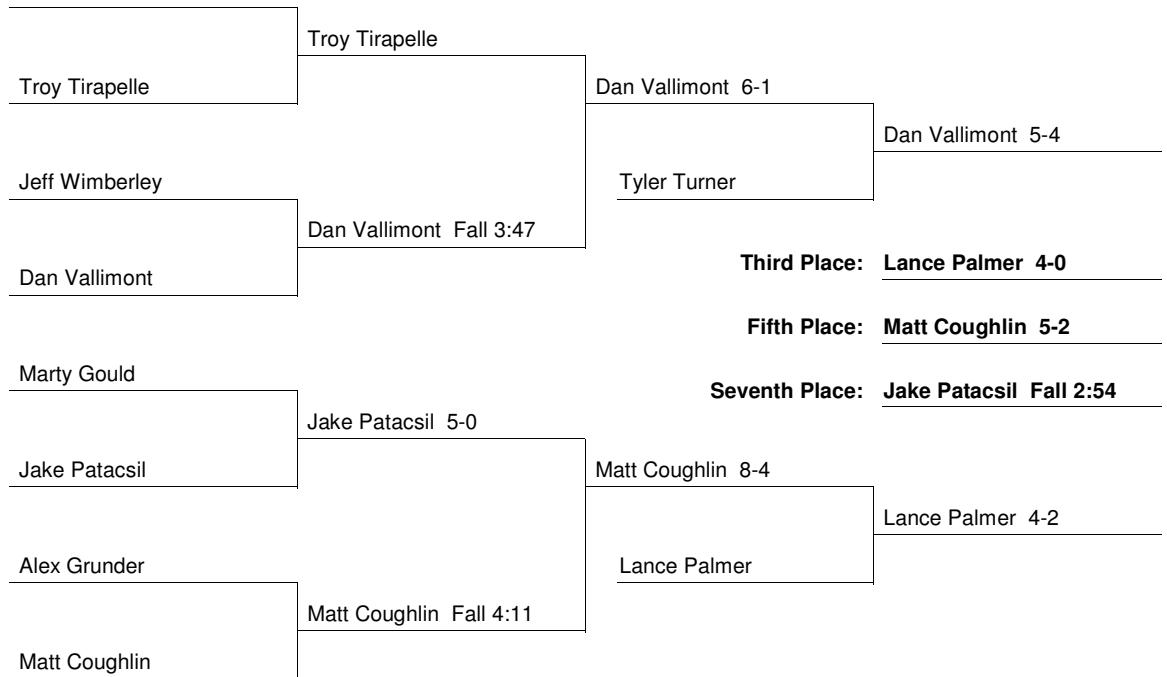 Troy Tirapelle
Troy Tirapelle
Dan Vallimont 6-1
Dan Vallimont 5-4
Jeff Wimberley
Tyler Turner
Dan Vallimont Fall 3:47
Third Place: Lance Palmer 4-0
Dan Vallimont
Fifth Place: Matt Coughlin 5-2
Marty Gould
Seventh Place: Jake Patacsil Fall 2:54
Jake Patacsil 5-0
Jake Patacsil
Matt Coughlin 8-4
Lance Palmer 4-2
Alex Grunder
Lance Palmer
Matt Coughlin Fall 4:11
Matt Coughlin